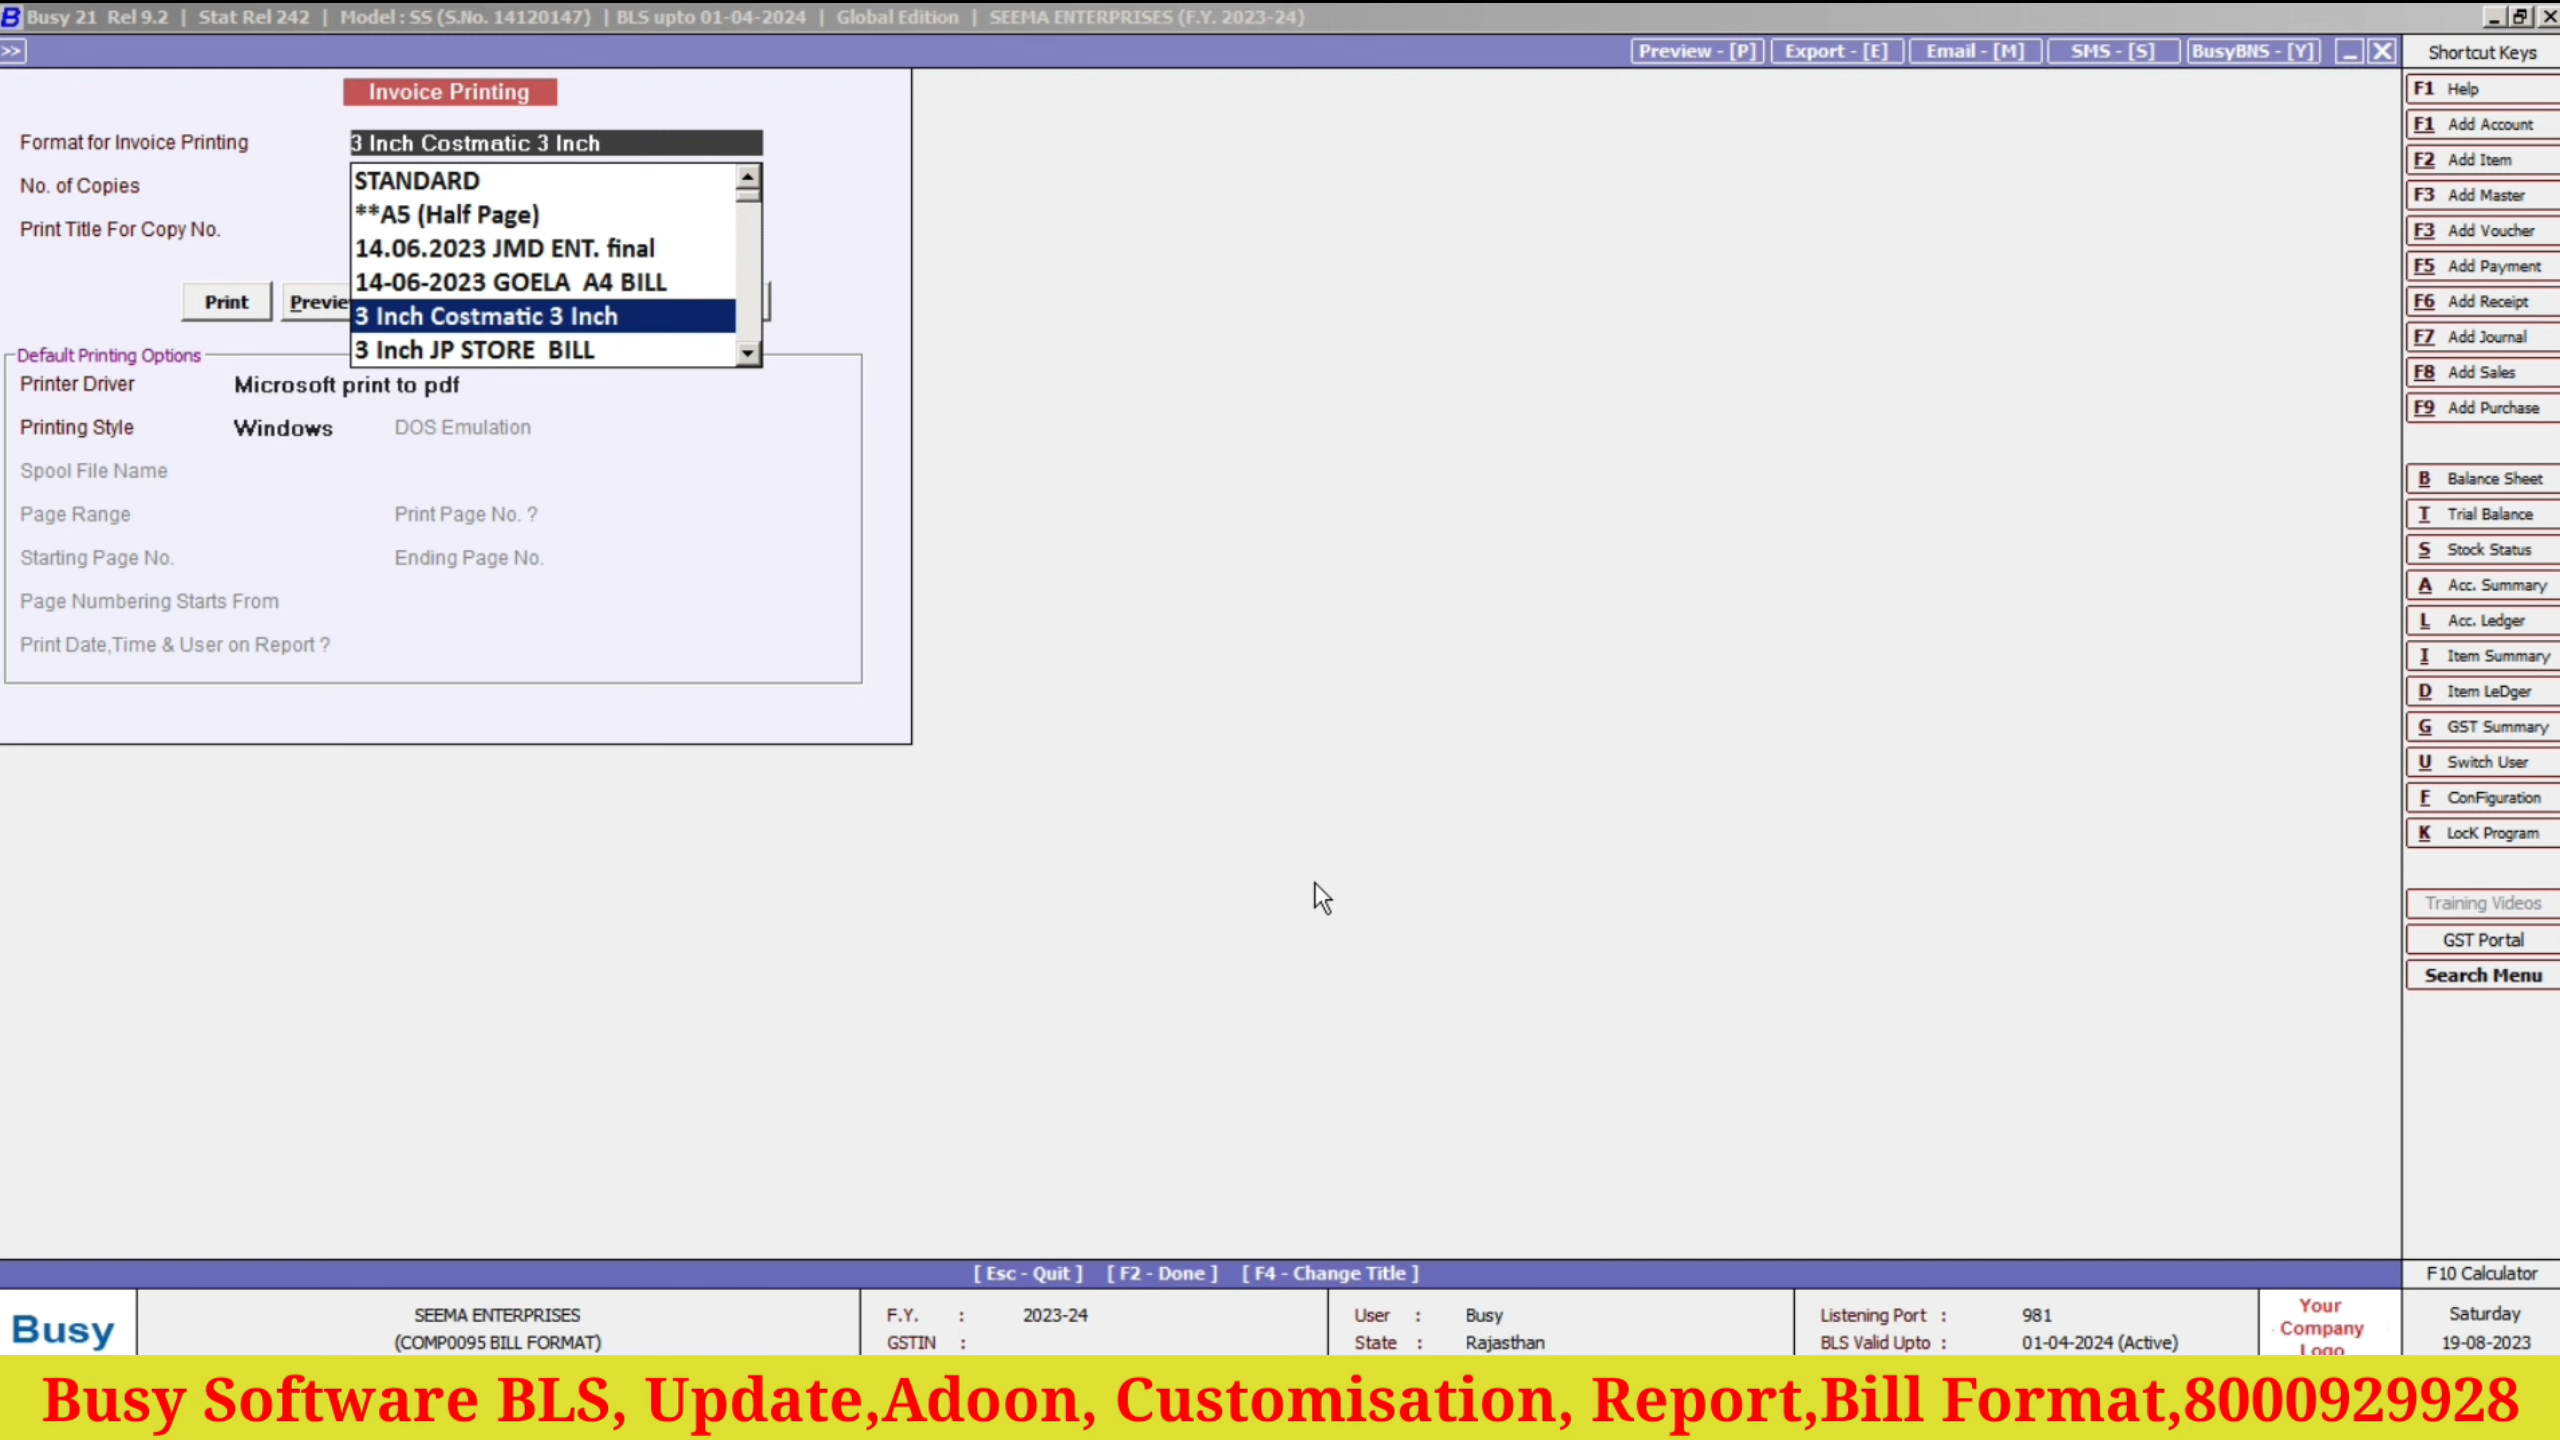 B Busy 21 Rel 9.2 | Stat Rel 242 | Model : SS (S.No. 14120147) | BLS upto 01-04-2024 | Global Edition | SEEMA ENTERPRISES (F.Y. 2023-24)
>> Preview - [P] Export - [E] Email - [M] SMS - [S] BusyBNS - [Y] Shortcut Keys
Invoice Printing
Format for Invoice Printing 3 Inch Costmatic 3 Inch
No. of Copies
Print Title For Copy No.
STANDARD
**A5 (Half Page)
14.06.2023 JMD ENT. final
14-06-2023 GOELA A4 BILL
3 Inch Costmatic 3 Inch
3 Inch JP STORE BILL
Print Previe
Default Printing Options
Printer Driver Microsoft print to pdf
Printing Style Windows DOS Emulation
Spool File Name
Page Range Print Page No. ?
Starting Page No. Ending Page No.
Page Numbering Starts From
Print Date,Time & User on Report ?
F1 Help
F1 Add Account
F2 Add Item
F3 Add Master
F3 Add Voucher
F5 Add Payment
F6 Add Receipt
F7 Add Journal
F8 Add Sales
F9 Add Purchase
B Balance Sheet
T Trial Balance
S Stock Status
A Acc. Summary
L Acc. Ledger
I Item Summary
D Item LeDger
G GST Summary
U Switch User
F ConFiguration
K LocK Program
Training Videos
GST Portal
Search Menu
[ Esc - Quit ] [ F2 - Done ] [ F4 - Change Title ] F10 Calculator
Busy
SEEMA ENTERPRISES
(COMP0095 BILL FORMAT)
F.Y. : 2023-24
GSTIN :
User : Busy
State : Rajasthan
Listening Port : 981
BLS Valid Upto : 01-04-2024 (Active)
Your
Company
Logo
Saturday
19-08-2023
Busy Software BLS, Update,Adoon, Customisation, Report,Bill Format,8000929928